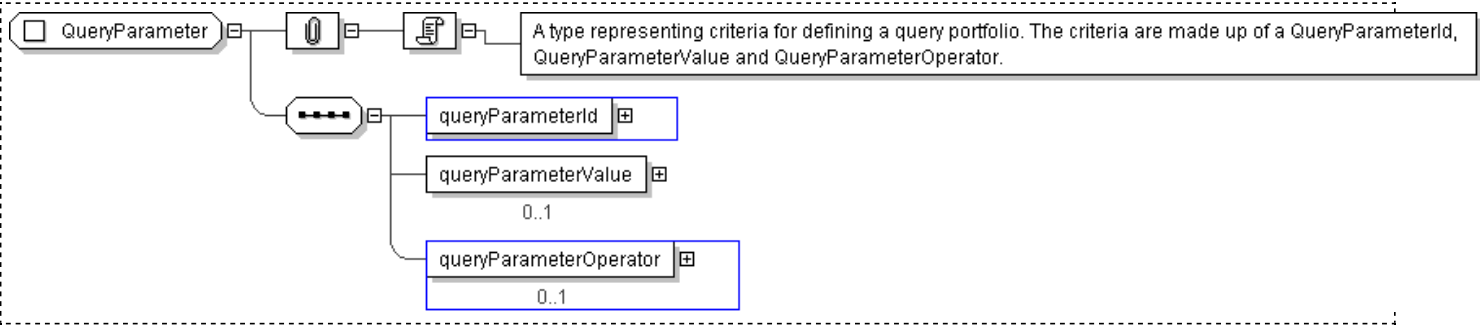 QueryParameter
A type representing criteria for defining a query portfolio. The criteria are made up of a QueryParameterId,
QueryParameterValue and QueryParameterOperator.
queryParameterId
queryParameterValue
0..1
queryParameterOperator
0..1